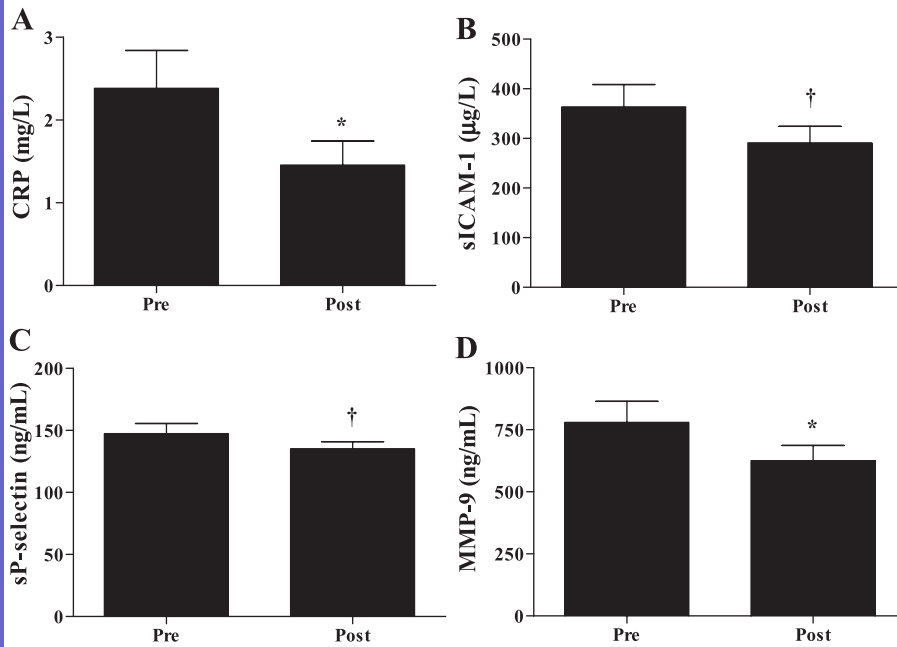 A
CRP (mg/L)
3
2
1
0
*
Pre Post
B
sICAM-1 (µg/L)
500
400
300
200
100
0
†
Pre Post
C
sP-selectin (ng/mL)
200
150
100
50
0
†
Pre Post
D
MMP-9 (ng/mL)
1000
750
500
250
0
*
Pre Post